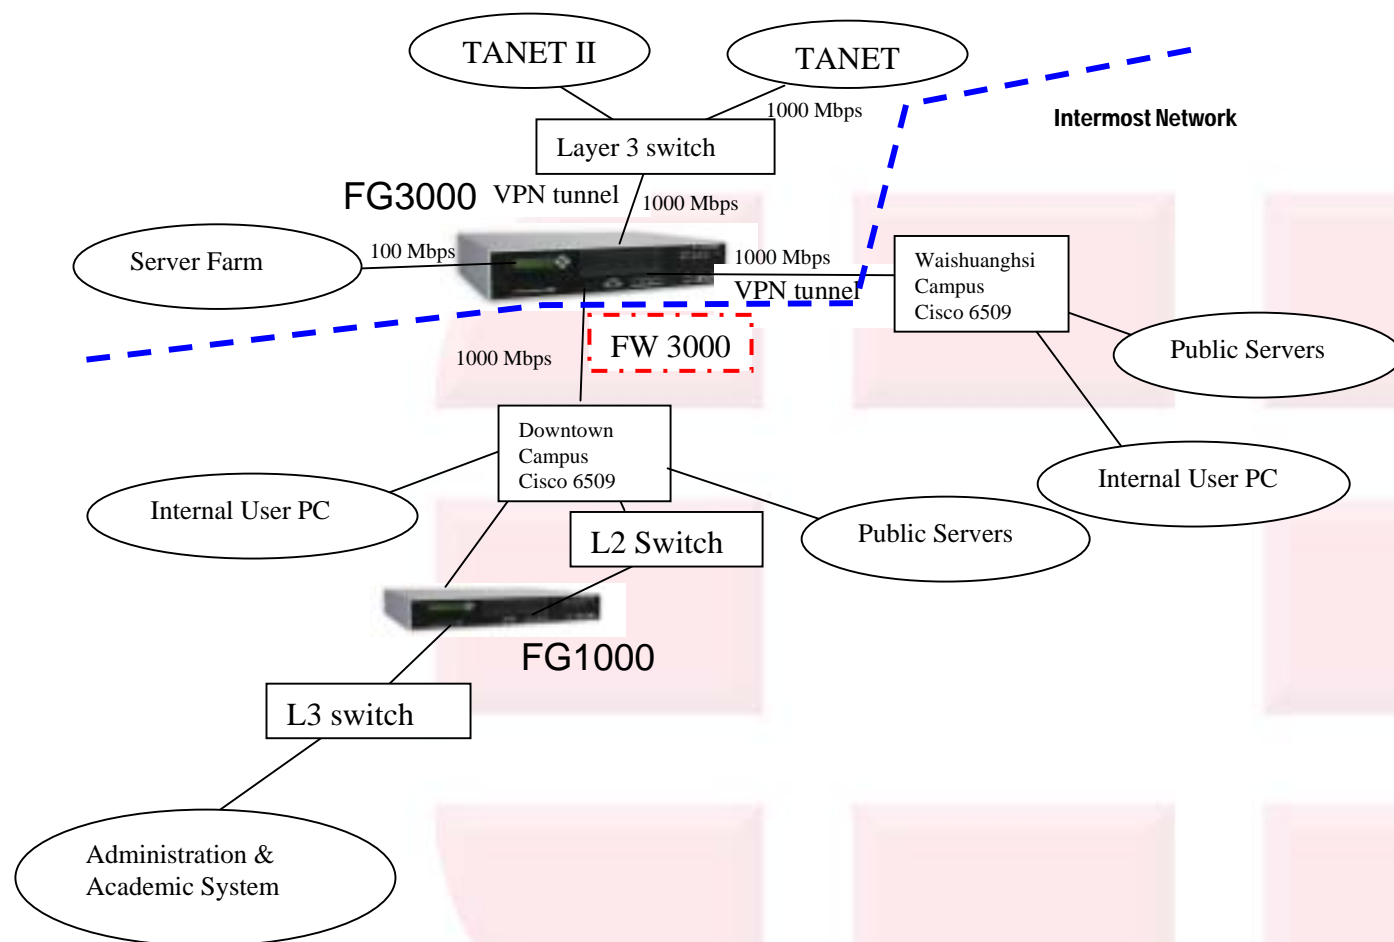 TANET II
TANET
1000 Mbps
Intermost Network
Layer 3 switch
FG3000
VPN tunnel
1000 Mbps
Server Farm
100 Mbps
1000 Mbps
VPN tunnel
Waishuanghsi
Campus
Cisco 6509
1000 Mbps
FW 3000
Public Servers
Downtown
Campus
Cisco 6509
Internal User PC
Internal User PC
L2 Switch
Public Servers
FG1000
L3 switch
Administration &
Academic System